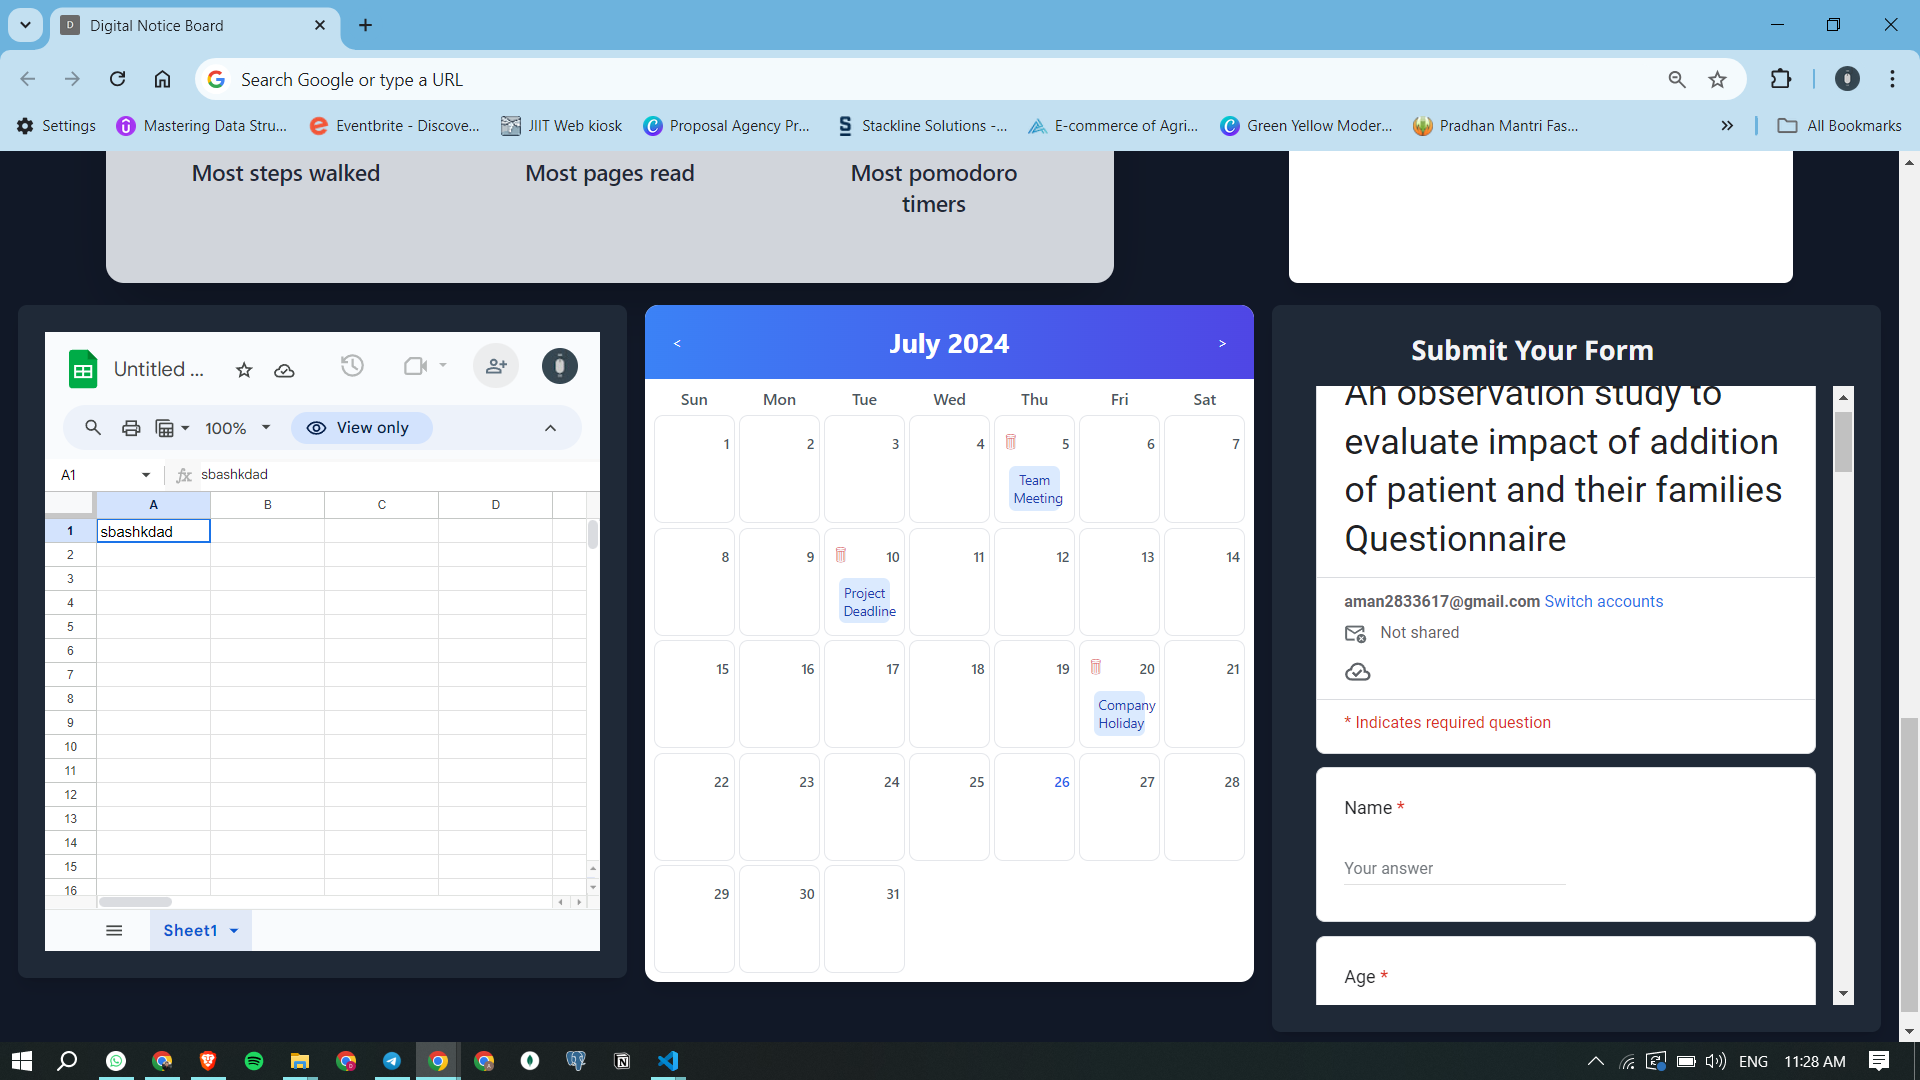 D Digital Notice Board
Search Google or type a URL
Settings
Mastering Data Stru...
Eventbrite - Discove...
JIIT Web kiosk
Proposal Agency Pr...
Stackline Solutions -...
E-commerce of Agri...
Green Yellow Moder...
Pradhan Mantri Fas...
All Bookmarks
Most steps walked
Most pages read
Most pomodoro
timers
Untitled ...
100%
View only
A1
fx sbashkdad
A B C D
1 sbashkdad
2
3
4
5
6
7
8
9
10
11
12
13
14
15
16
Sheet1
< July 2024 >
Sun Mon Tue Wed Thu Fri Sat
1 2 3 4 5 6 7
Team
Meeting
8 9 10 11 12 13 14
Project
Deadline
15 16 17 18 19 20 21
Company
Holiday
22 23 24 25 26 27 28
29 30 31
Submit Your Form
An observation study to
evaluate impact of addition
of patient and their families
Questionnaire
aman2833617@gmail.com Switch accounts
Not shared
* Indicates required question
Name *
Your answer
Age *
ENG 11:28 AM